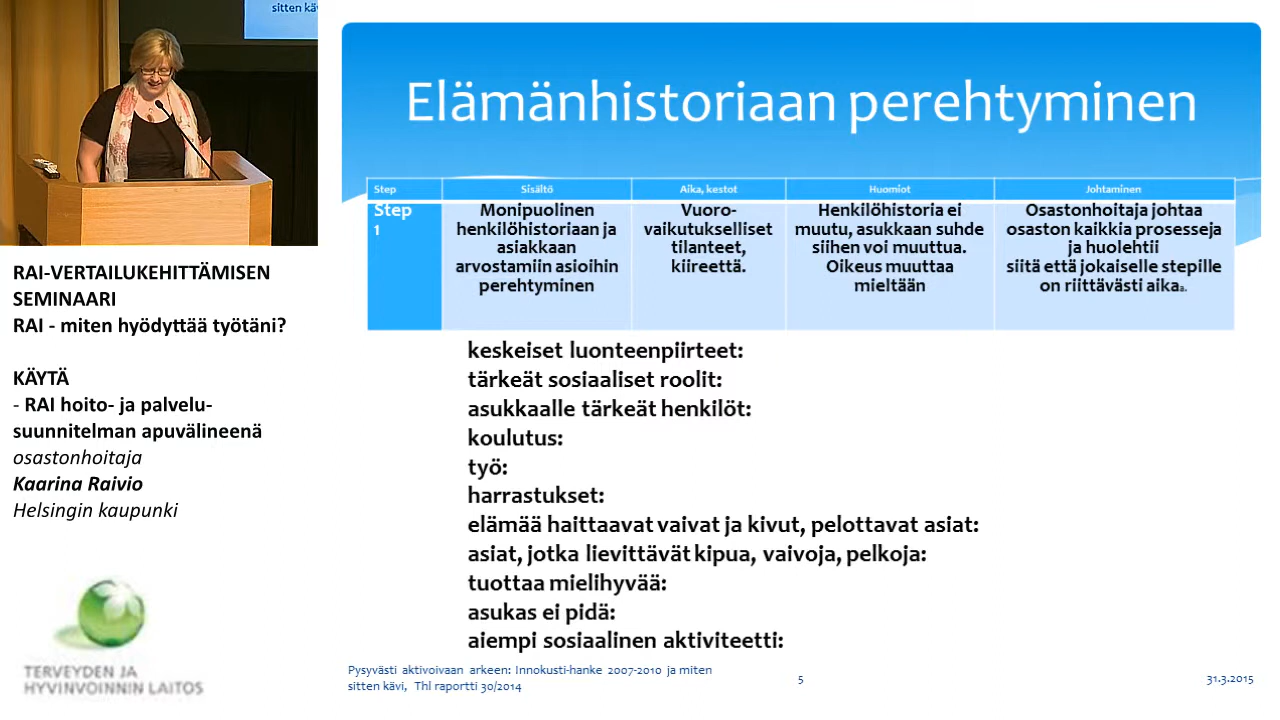 sitten käv
Elämänhistoriaan perehtyminen
Step Sisältö Aika, kestot Huomiot Johtaminen
Step
1
Monipuolinen
henkilöhistoriaan ja
asiakkaan
arvostamiin asioihin
perehtyminen
Vuoro-
vaikutukselliset
tilanteet,
kiireettä.
Henkilöhistoria ei
muutu, asukkaan suhde
siihen voi muuttua.
Oikeus muuttaa
mieltään
Osastonhoitaja johtaa
osaston kaikkia prosesseja
ja huolehtii
siitä että jokaiselle stepille
on riittävästi aikaa.
keskeiset luonteenpiirteet:
tärkeät sosiaaliset roolit:
asukkaalle tärkeät henkilöt:
koulutus:
työ:
harrastukset:
elämää haittaavat vaivat ja kivut, pelottavat asiat:
asiat, jotka lievittävät kipua, vaivoja, pelkoja:
tuottaa mielihyvää:
asukas ei pidä:
aiempi sosiaalinen aktiviteetti:
Pysyvästi aktivoivaan arkeen: Innokusti-hanke 2007-2010 ja miten
sitten kävi, Thl raportti 30/2014
5
31.3.2015
RAI-VERTAILUKEHITTÄMISEN
SEMINAARI
RAI - miten hyödyttää työtäni?
KÄYTÄ
- RAI hoito- ja palvelu-
suunnitelman apuvälineenä
osastonhoitaja
Kaarina Raivio
Helsingin kaupunki
TERVEYDEN JA
HYVINVOINNIN LAITOS